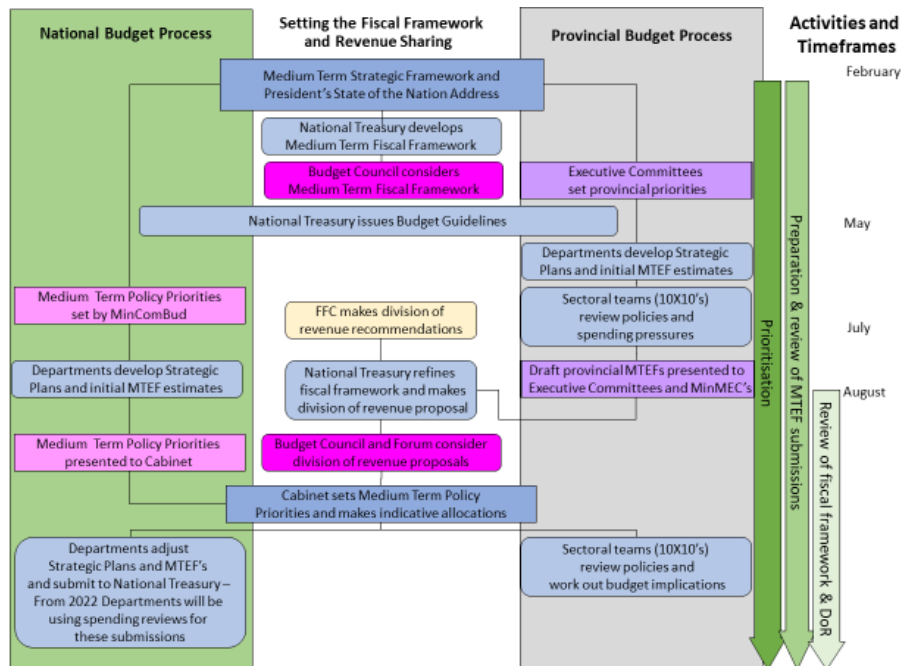 National Budget Process
Setting the Fiscal Framework
and Revenue Sharing
Provincial Budget Process
Activities and
Timeframes
February
Medium Term Strategic Framework and
President's State of the Nation Address
National Treasury develops
Medium Term Fiscal Framework
Budget Council considers
Medium Term Fiscal Framework
Executive Committees
set provincial priorities
National Treasury issues Budget Guidelines
May
Departments develop Strategic
Plans and initial MTEF estimates
Medium Term Policy Priorities
set by MinComBud
FFC makes division of
revenue recommendations
Sectoral teams (10X10's)
review policies and
spending pressures
July
Departments develop Strategic
Plans and initial MTEF estimates
National Treasury refines
fiscal framework and makes
division of revenue proposal
Draft provincial MTEFs presented to
Executive Committees and MinMEC's
August
Medium Term Policy Priorities
presented to Cabinet
Budget Council and Forum consider
division of revenue proposals
Cabinet sets Medium Term Policy
Priorities and makes indicative allocations
Departments adjust
Strategic Plans and MTEF's
and submit to National Treasury –
From 2022 Departments will be
using spending reviews for
these submissions
Sectoral teams (10X10's)
review policies and
work out budget implications
Prioritisation
Preparation & review of MTEF submissions
Review of fiscal framework & DoR